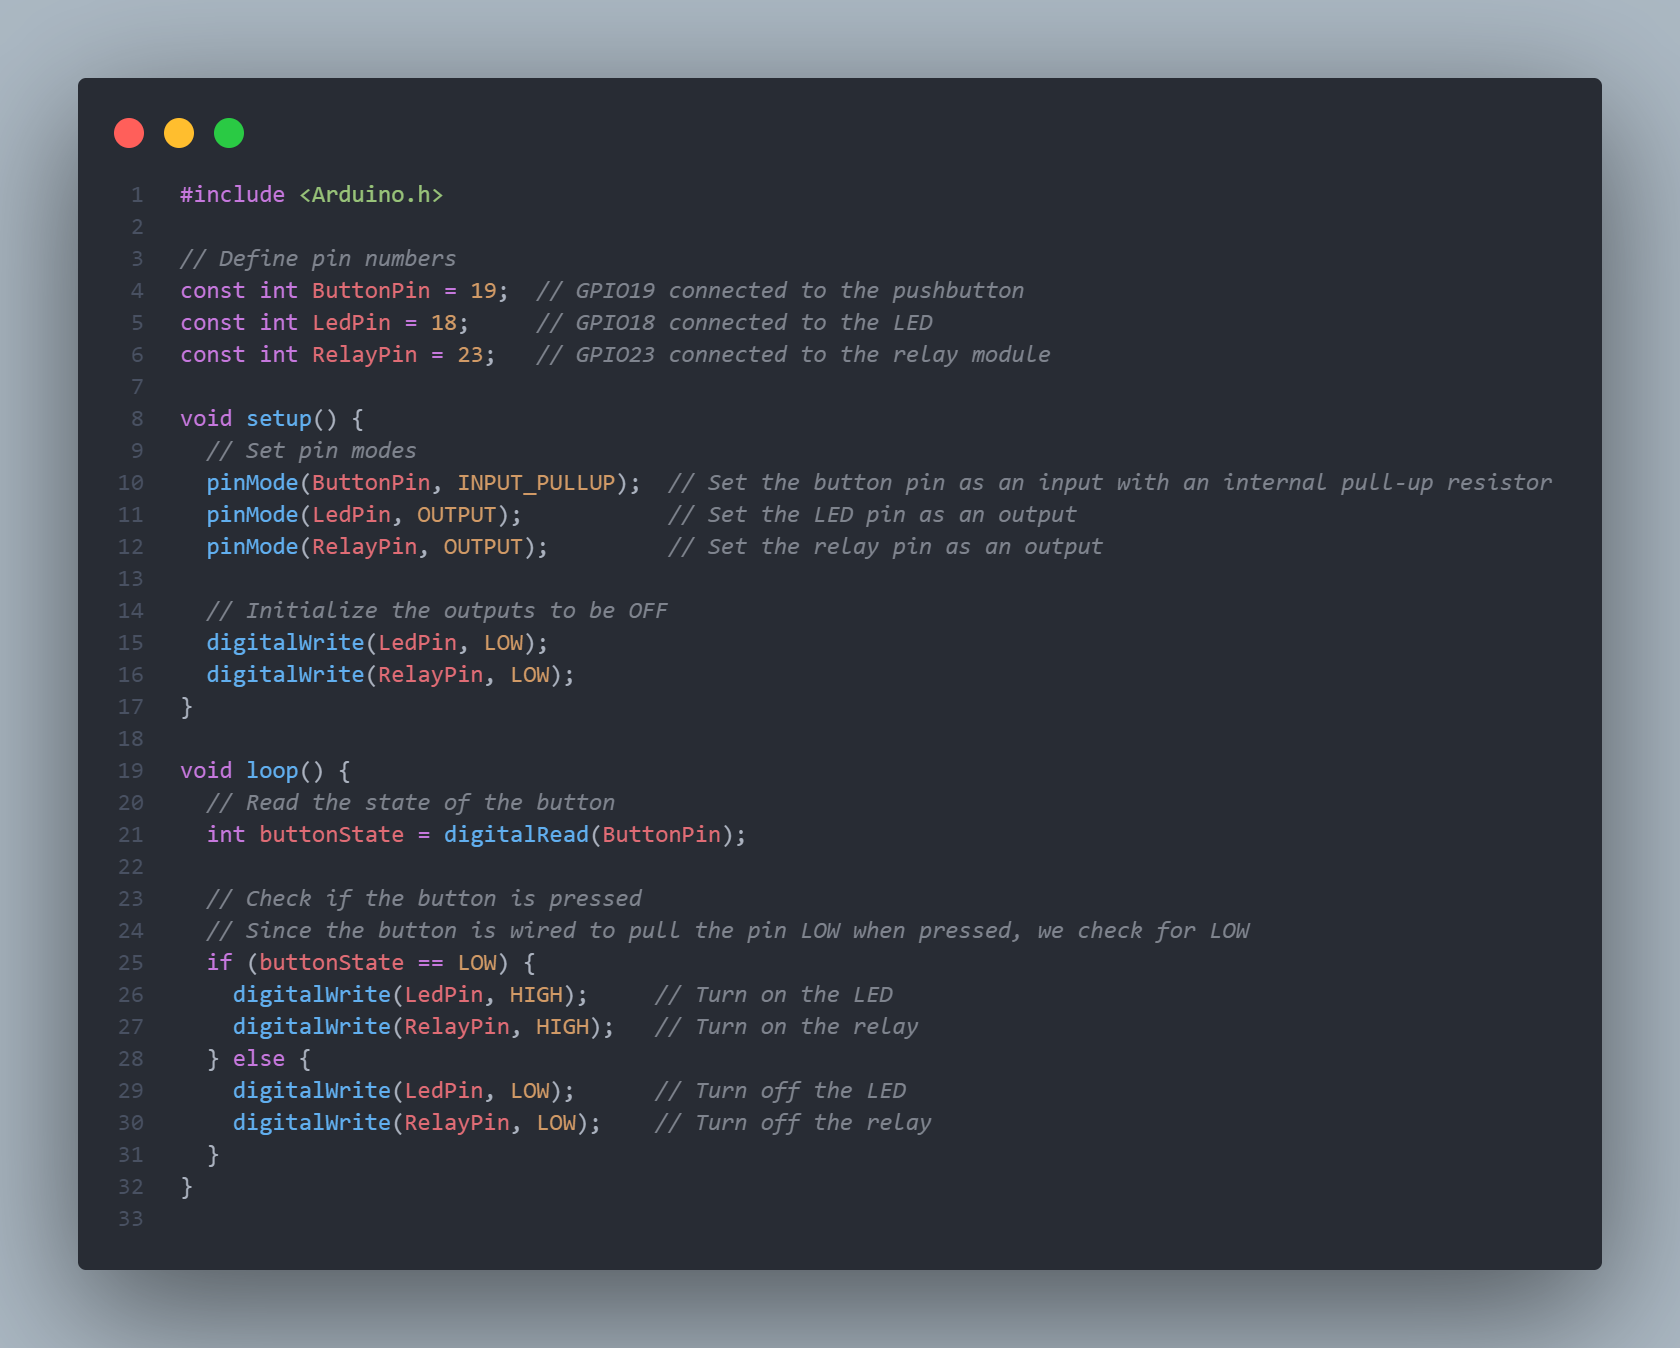 1 #include <Arduino.h>
2
3 // Define pin numbers
4 const int ButtonPin = 19;  // GPIO19 connected to the pushbutton
5 const int LedPin = 18;     // GPIO18 connected to the LED
6 const int RelayPin = 23;   // GPIO23 connected to the relay module
7
8 void setup() {
9   // Set pin modes
10   pinMode(ButtonPin, INPUT_PULLUP);  // Set the button pin as an input with an internal pull-up resistor
11   pinMode(LedPin, OUTPUT);           // Set the LED pin as an output
12   pinMode(RelayPin, OUTPUT);         // Set the relay pin as an output
13
14   // Initialize the outputs to be OFF
15   digitalWrite(LedPin, LOW);
16   digitalWrite(RelayPin, LOW);
17 }
18
19 void loop() {
20   // Read the state of the button
21   int buttonState = digitalRead(ButtonPin);
22
23   // Check if the button is pressed
24   // Since the button is wired to pull the pin LOW when pressed, we check for LOW
25   if (buttonState == LOW) {
26     digitalWrite(LedPin, HIGH);     // Turn on the LED
27     digitalWrite(RelayPin, HIGH);   // Turn on the relay
28   } else {
29     digitalWrite(LedPin, LOW);      // Turn off the LED
30     digitalWrite(RelayPin, LOW);    // Turn off the relay
31   }
32 }
33